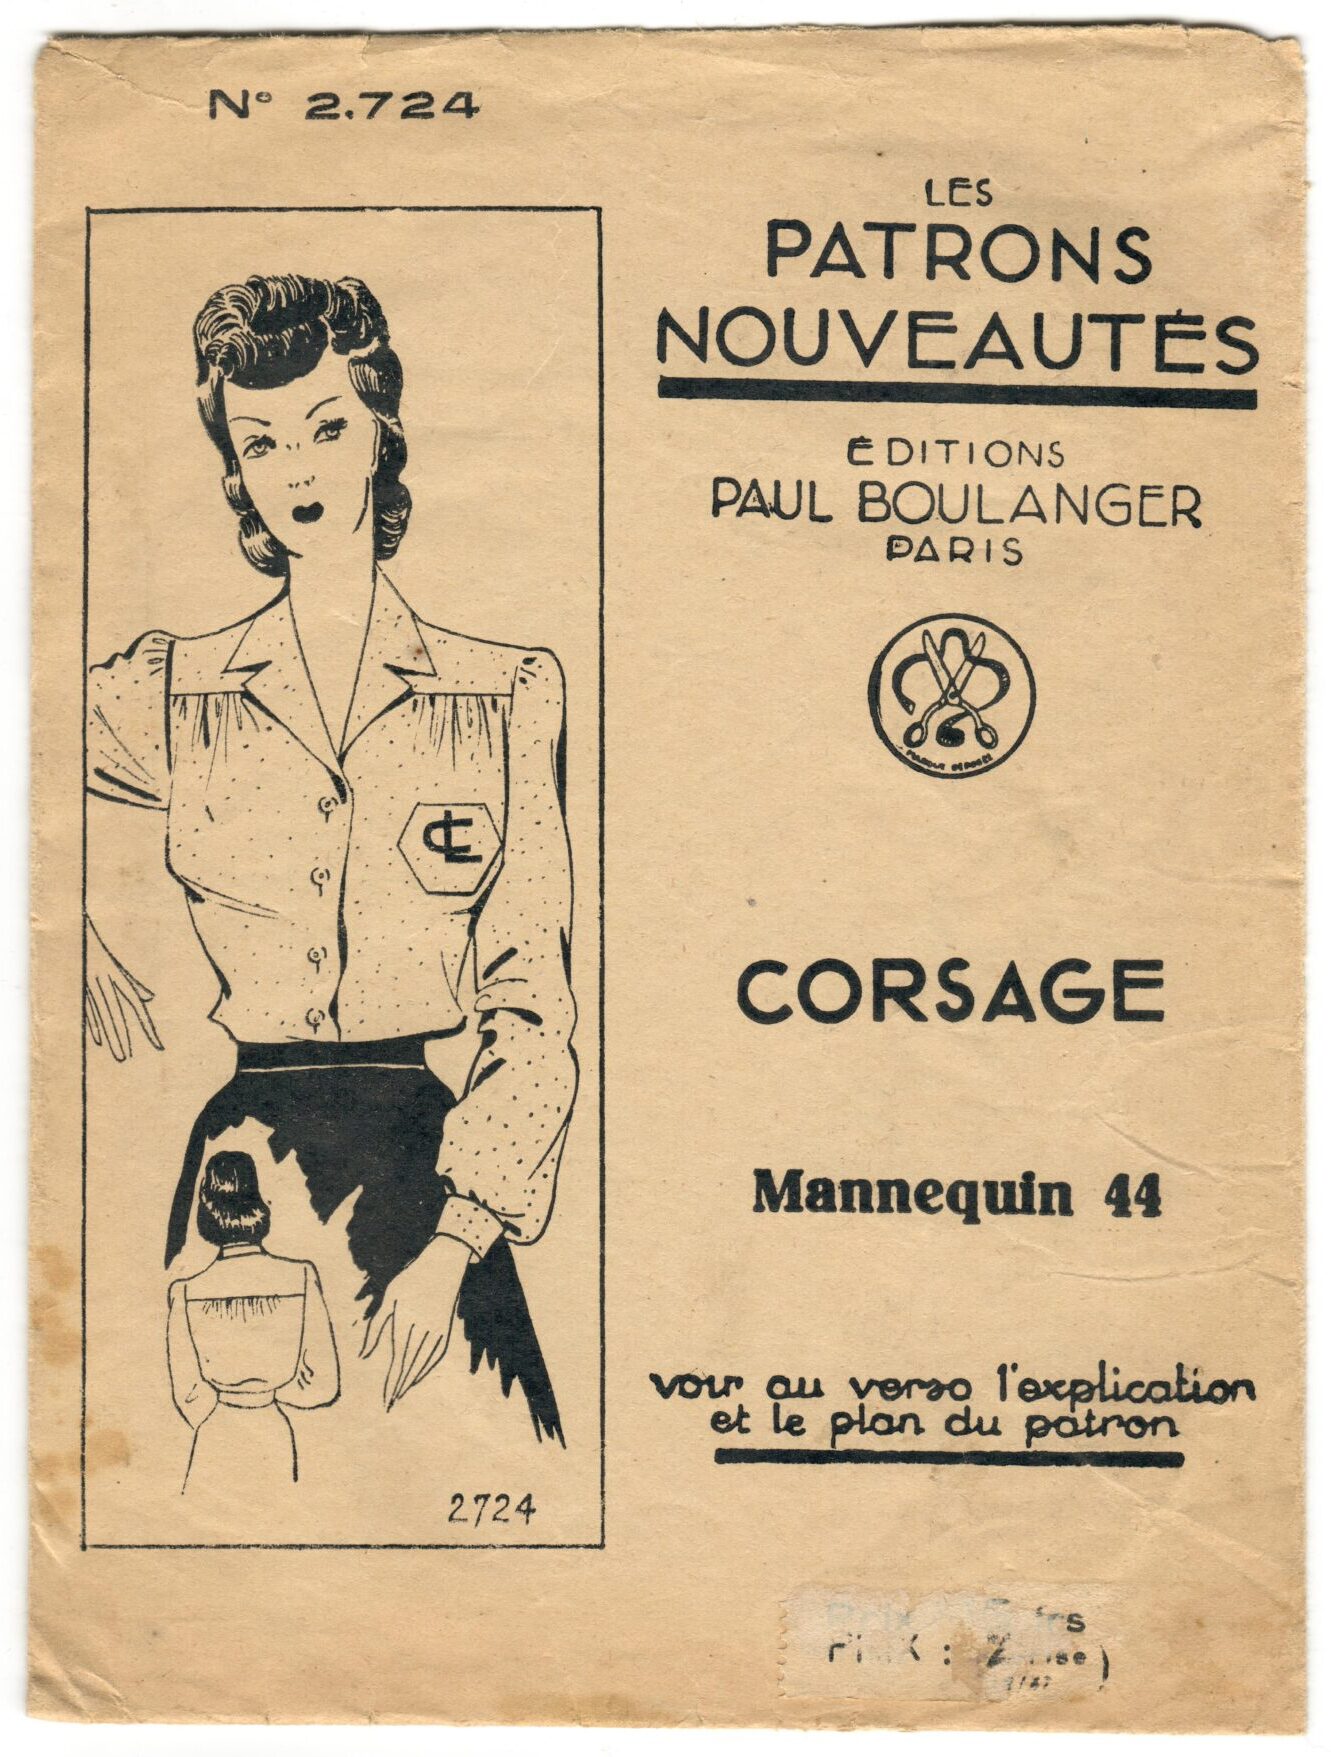 N° 2.724
LES
PATRONS
NOUVEAUTÉS
ÉDITIONS
PAUL BOULANGER
PARIS
CL
CORSAGE
Mannequin 44
voir au verso l'explication
et le plan du patron
2724